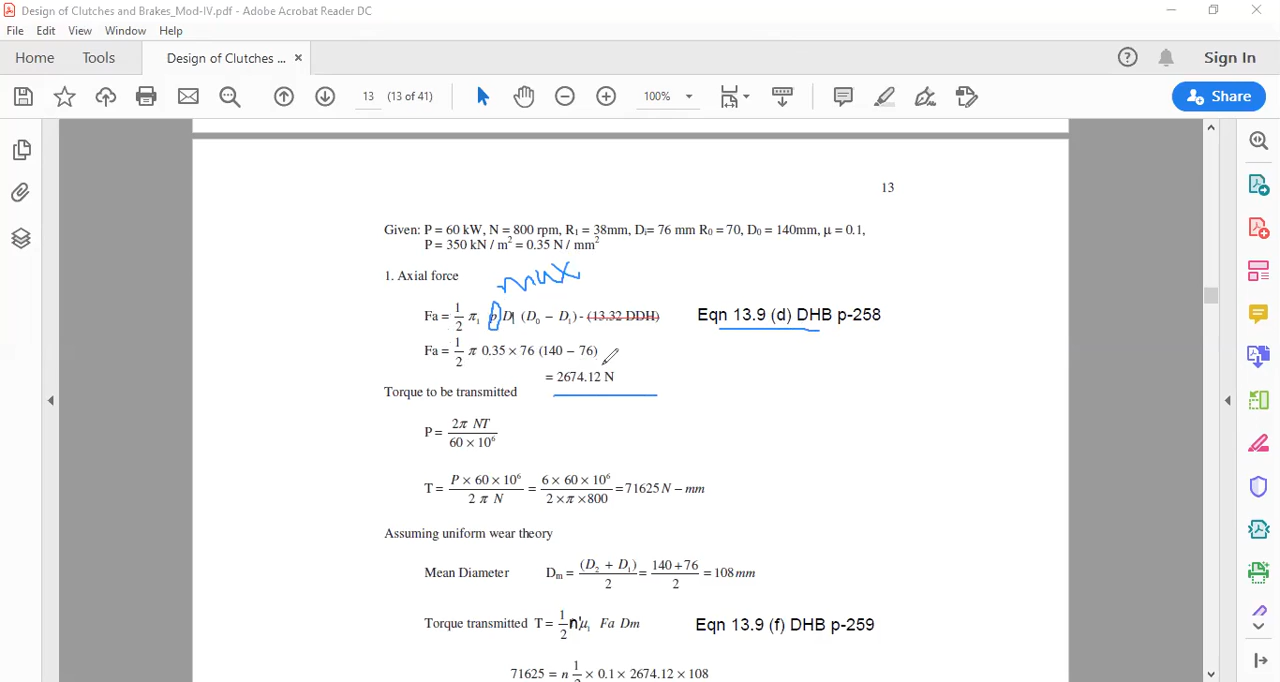 Design of Clutches and Brakes_Mod-IV.pdf - Adobe Acrobat Reader DC
File Edit View Window Help
Home Tools Design of Clutches ... × Sign In
13 (13 of 41) 100% Share
13
Given: P = 60 kW, N = 800 rpm, R₁ = 38mm, Dᵢ= 76 mm R₀ = 70, D₀ = 140mm, μ = 0.1,
P = 350 kN / m² = 0.35 N / mm²
1. Axial force
max
Fa = 1/2 π₁ p D₁ (D₀ − D₁) - (13.32 DDH) Eqn 13.9 (d) DHB p-258
Fa = 1/2 π 0.35 × 76 (140 − 76)
= 2674.12 N
Torque to be transmitted
P = 2π NT / 60 × 10⁶
T = P × 60 × 10⁶ / 2 π N = 6 × 60 × 10⁶ / 2 × π × 800 = 71625 N − mm
Assuming uniform wear theory
Mean Diameter Dm = (D₂ + D₁) / 2 = 140 + 76 / 2 = 108 mm
Torque transmitted T = 1/2 n'μ₁ Fa Dm Eqn 13.9 (f) DHB p-259
71625 = n 1/2 × 0.1 × 2674.12 × 108